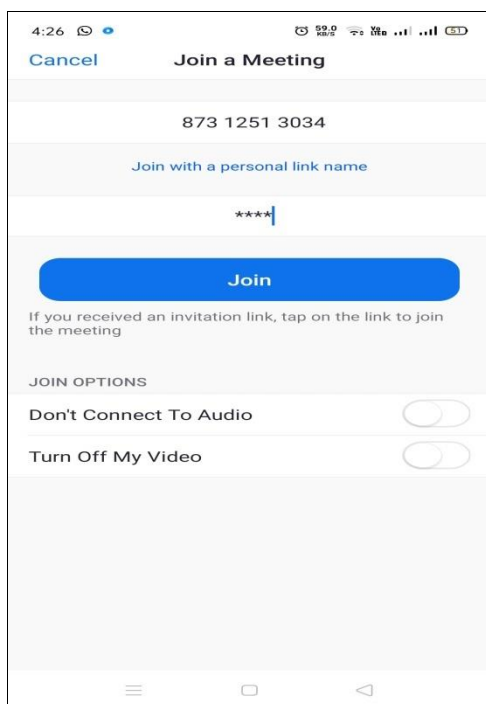 4:26 59.0 KB/S Vo LTE 51
Cancel Join a Meeting
873 1251 3034
Join with a personal link name
****
Join
If you received an invitation link, tap on the link to join
the meeting
JOIN OPTIONS
Don't Connect To Audio
Turn Off My Video